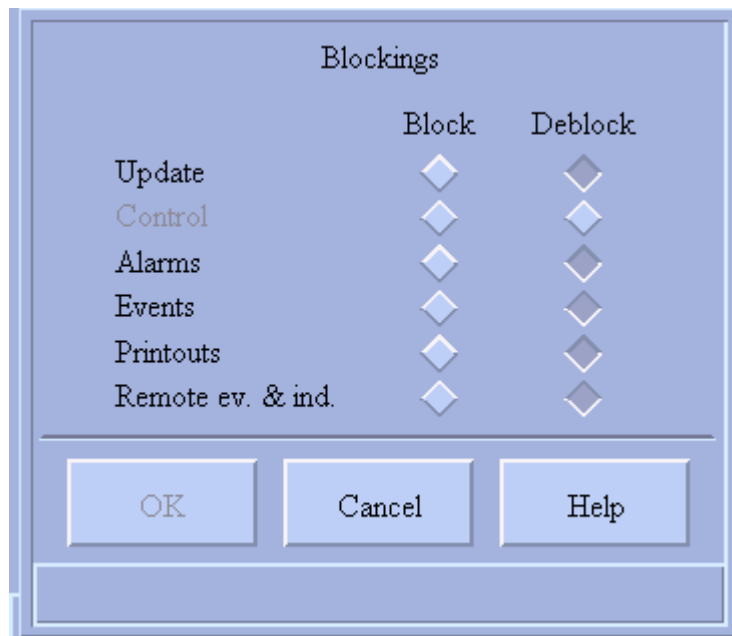 Blockings
Block Deblock
Update
Control
Alarms
Events
Printouts
Remote ev. & ind.
OK Cancel Help